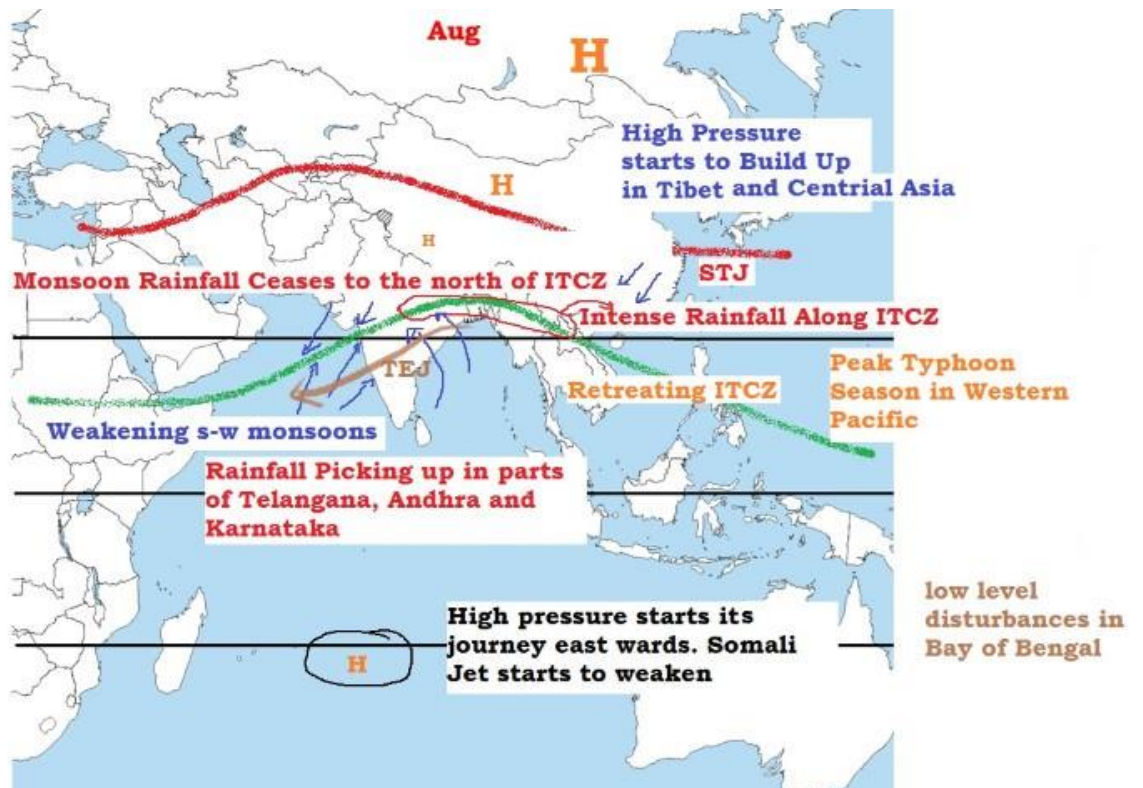 Aug
H
High Pressure
starts to Build Up
in Tibet and Centrial Asia
H
H
Monsoon Rainfall Ceases to the north of ITCZ
STJ
Intense Rainfall Along ITCZ
TEJ
Retreating ITCZ
Peak Typhoon
Season in Western
Pacific
Weakening s-w monsoons
Rainfall Picking up in parts
of Telangana, Andhra and
Karnataka
low level
disturbances in
Bay of Bengal
High pressure starts its
journey east wards. Somali
Jet starts to weaken
H